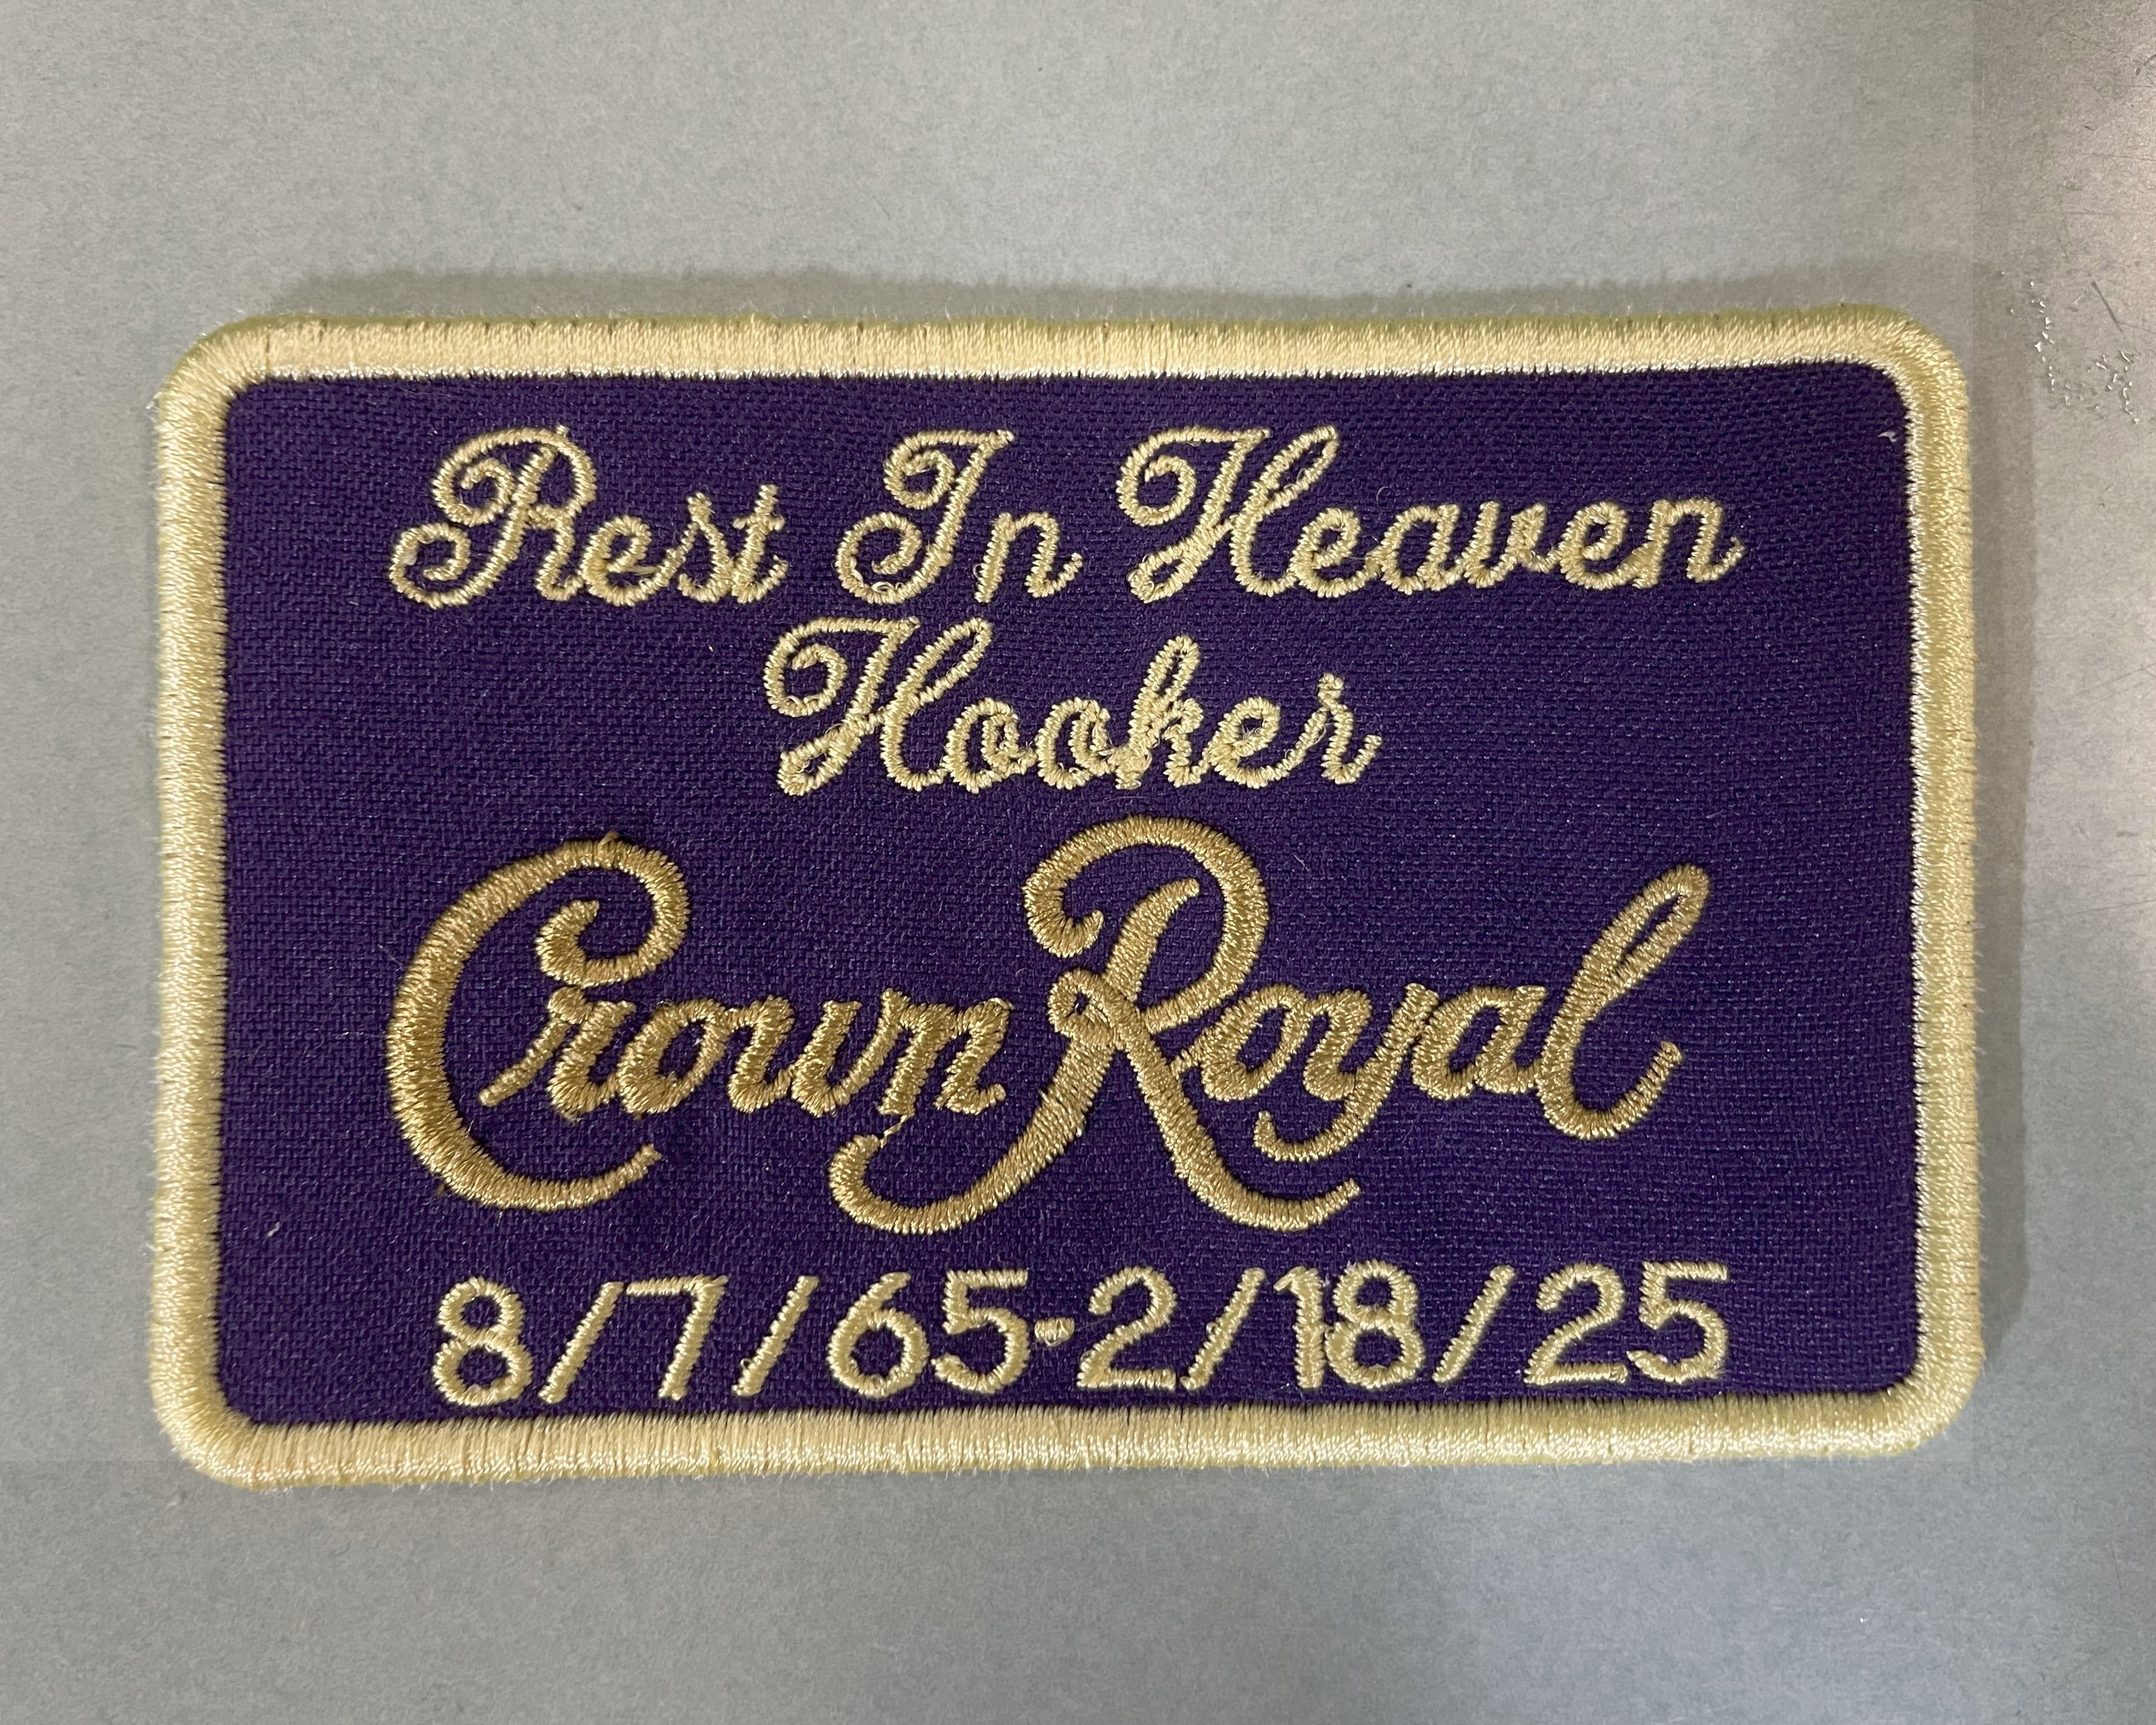 Rest In Heaven
Hooker
Crown Royal
8/7/65-2/18/25